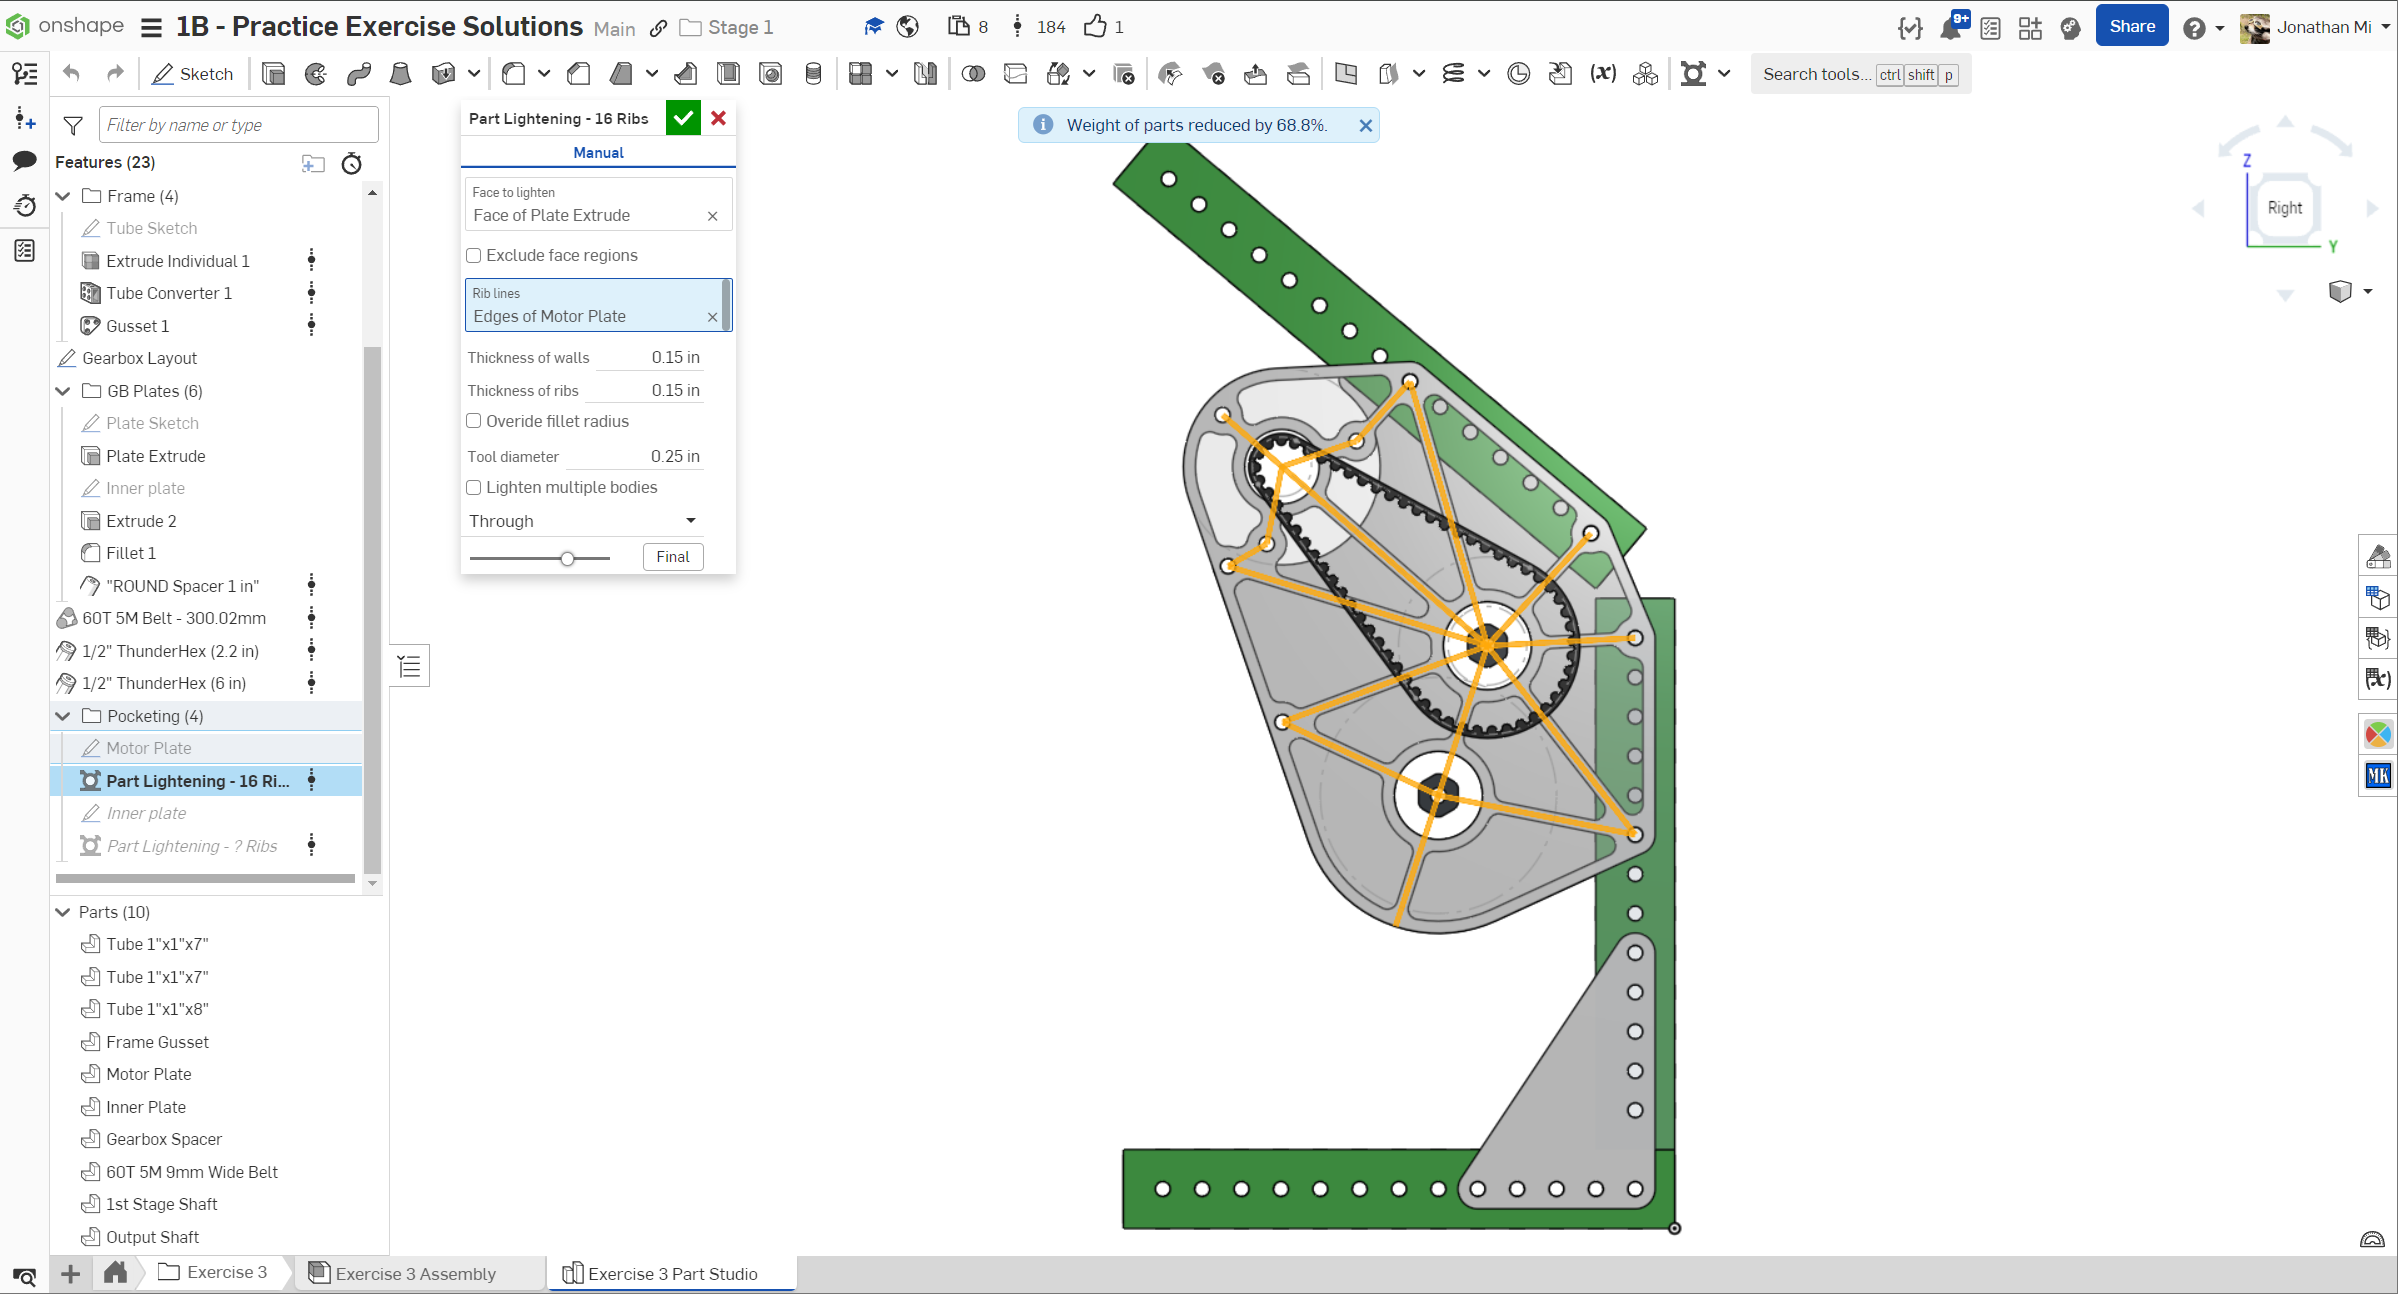 onshape 1B - Practice Exercise Solutions Main Stage 1 8 184 1 9+ Share Jonathan Mi
Sketch Search tools... ctrl shift p
Filter by name or type
Features (23)
Frame (4)
Tube Sketch
Extrude Individual 1
Tube Converter 1
Gusset 1
Gearbox Layout
GB Plates (6)
Plate Sketch
Plate Extrude
Inner plate
Extrude 2
Fillet 1
"ROUND Spacer 1 in"
60T 5M Belt - 300.02mm
1/2" ThunderHex (2.2 in)
1/2" ThunderHex (6 in)
Pocketing (4)
Motor Plate
Part Lightening - 16 Ri...
Inner plate
Part Lightening - ? Ribs
Parts (10)
Tube 1"x1"x7"
Tube 1"x1"x7"
Tube 1"x1"x8"
Frame Gusset
Motor Plate
Inner Plate
Gearbox Spacer
60T 5M 9mm Wide Belt
1st Stage Shaft
Output Shaft
Part Lightening - 16 Ribs
Manual
Face to lighten
Face of Plate Extrude
Exclude face regions
Rib lines
Edges of Motor Plate
Thickness of walls 0.15 in
Thickness of ribs 0.15 in
Overide fillet radius
Tool diameter 0.25 in
Lighten multiple bodies
Through
Final
Weight of parts reduced by 68.8%.
Z
Right
Y
(x)
MK
Exercise 3
Exercise 3 Assembly
Exercise 3 Part Studio